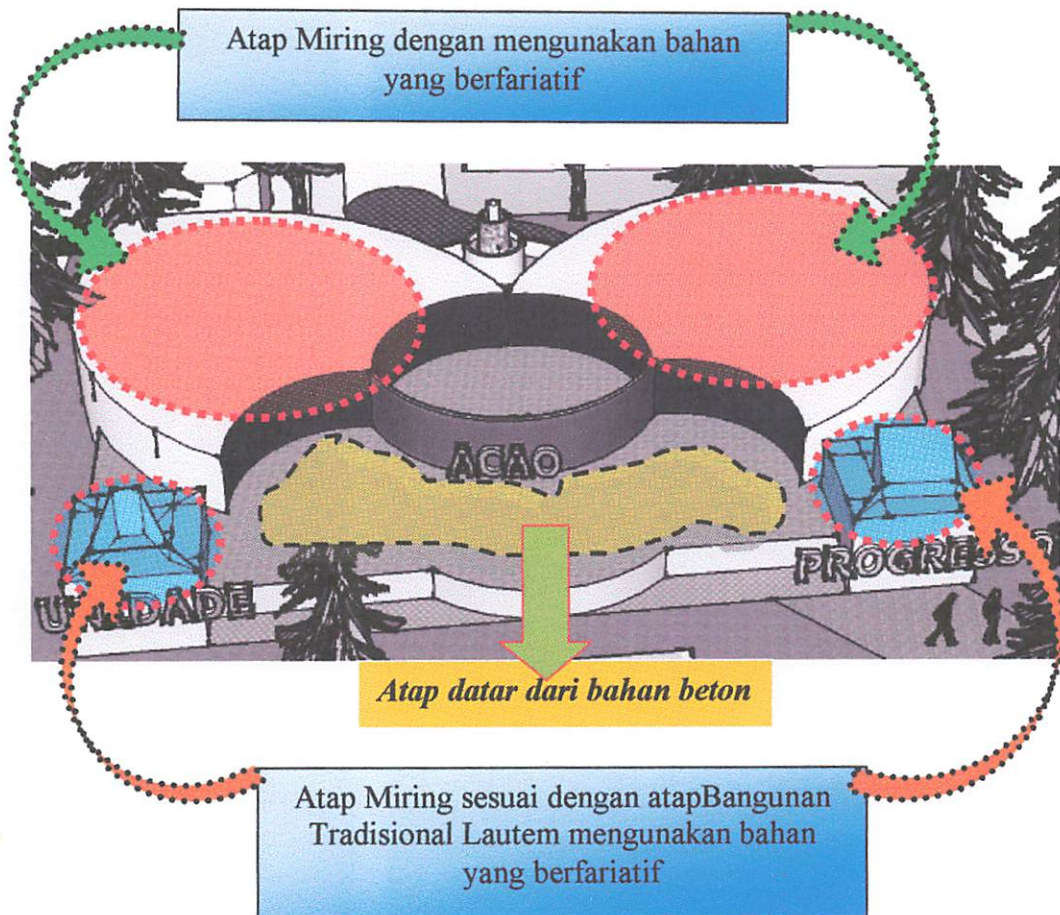 Atap Miring dengan mengunakan bahan
yang berfariatif
AÇAO
PROGRESSO
UNIDADE
Atap datar dari bahan beton
Atap Miring sesuai dengan atapBangunan
Tradisional Lautem mengunakan bahan
yang berfariatif